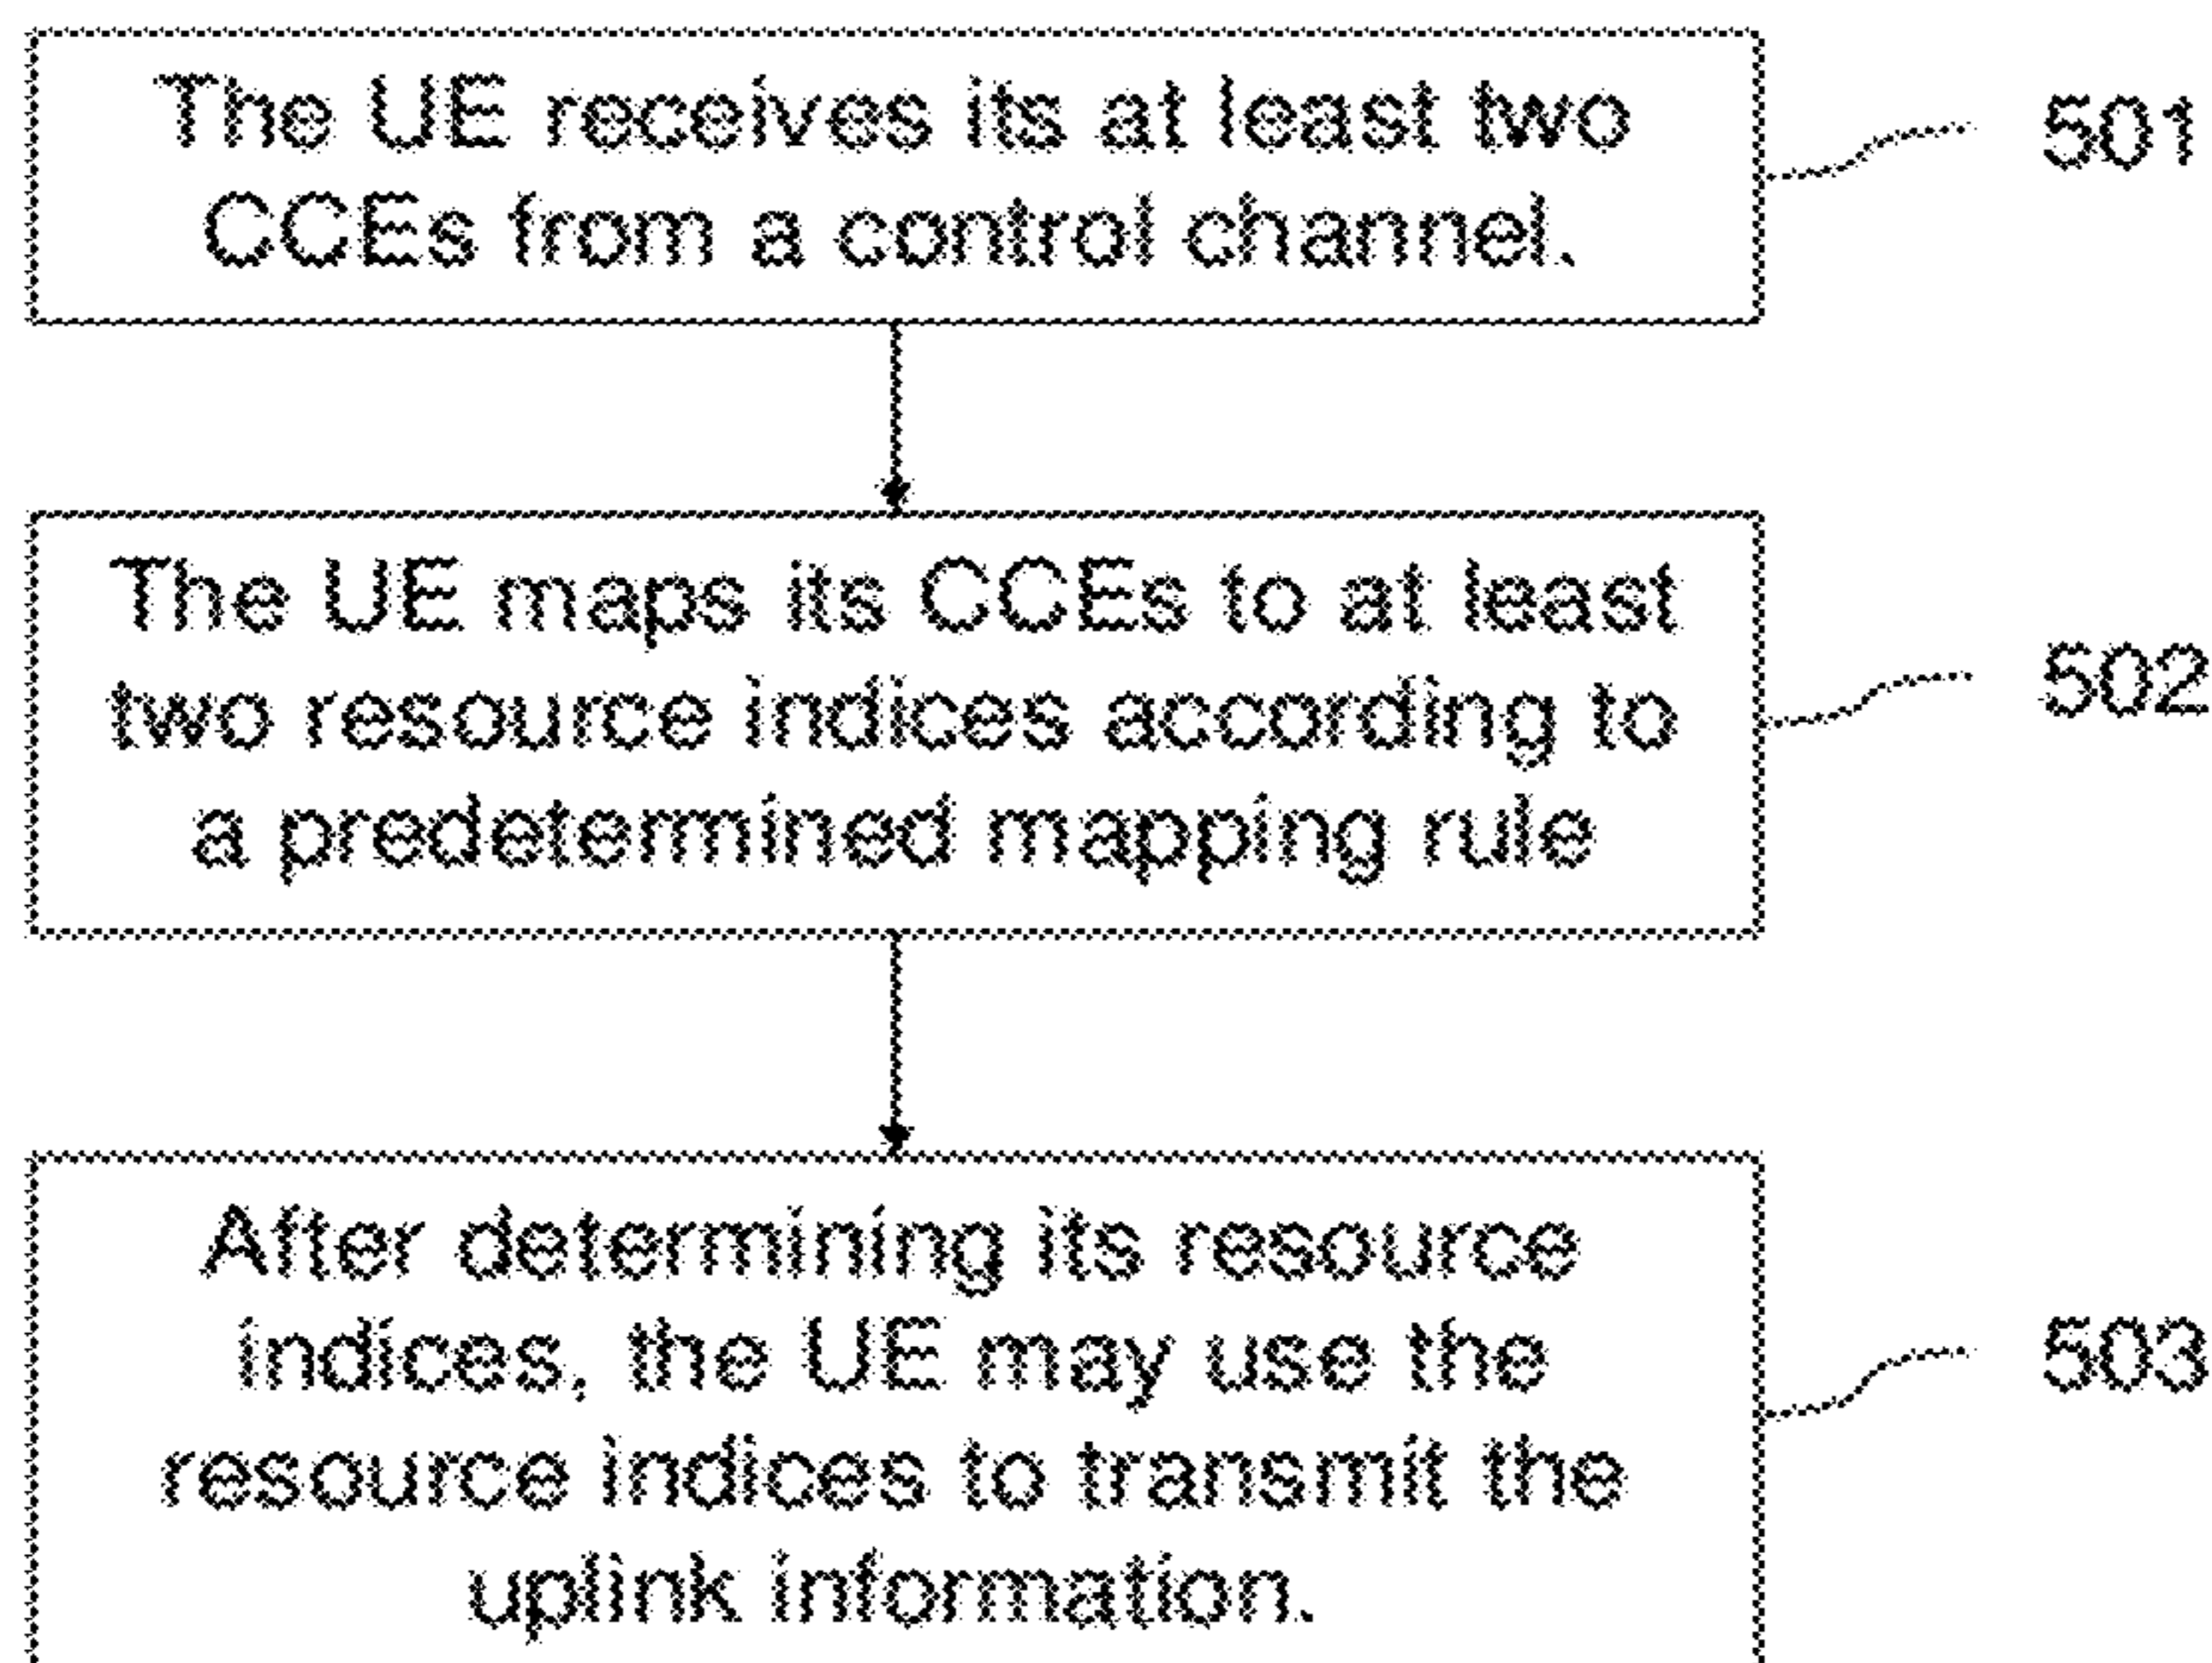 The UE receives its at least two
CCEs from a control channel.
501
The UE maps its CCEs to at least
two resource indices according to
a predetermined mapping rule
502
After determining its resource
indices, the UE may use the
resource indices to transmit the
uplink information.
503